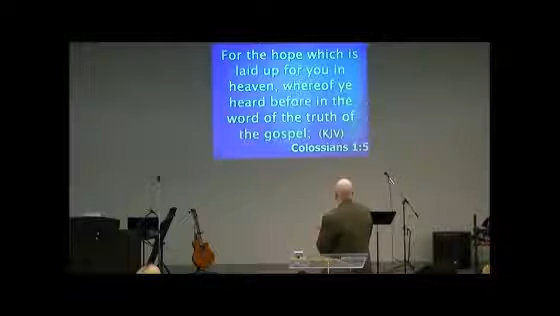 For the hope which is
laid up for you in
heaven, whereof ye
heard before in the
word of the truth of
the gospel; (KJV)
Colossians 1:5